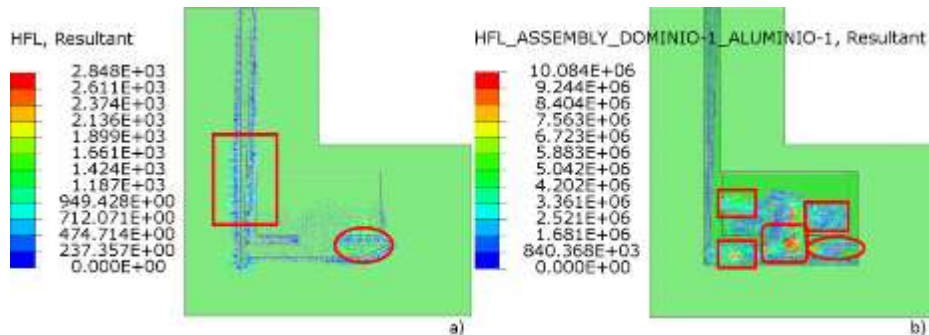 HFL, Resultant
2.848E+03
2.611E+03
2.374E+03
2.136E+03
1.899E+03
1.661E+03
1.424E+03
1.187E+03
949.428E+00
712.071E+00
474.714E+00
237.357E+00
0.000E+00
a)
HFL_ASSEMBLY_DOMINIO-1_ALUMINIO-1, Resultant
10.084E+06
9.244E+06
8.404E+06
7.563E+06
6.723E+06
5.883E+06
5.042E+06
4.202E+06
3.361E+06
2.521E+06
1.681E+06
840.368E+03
0.000E+00
b)